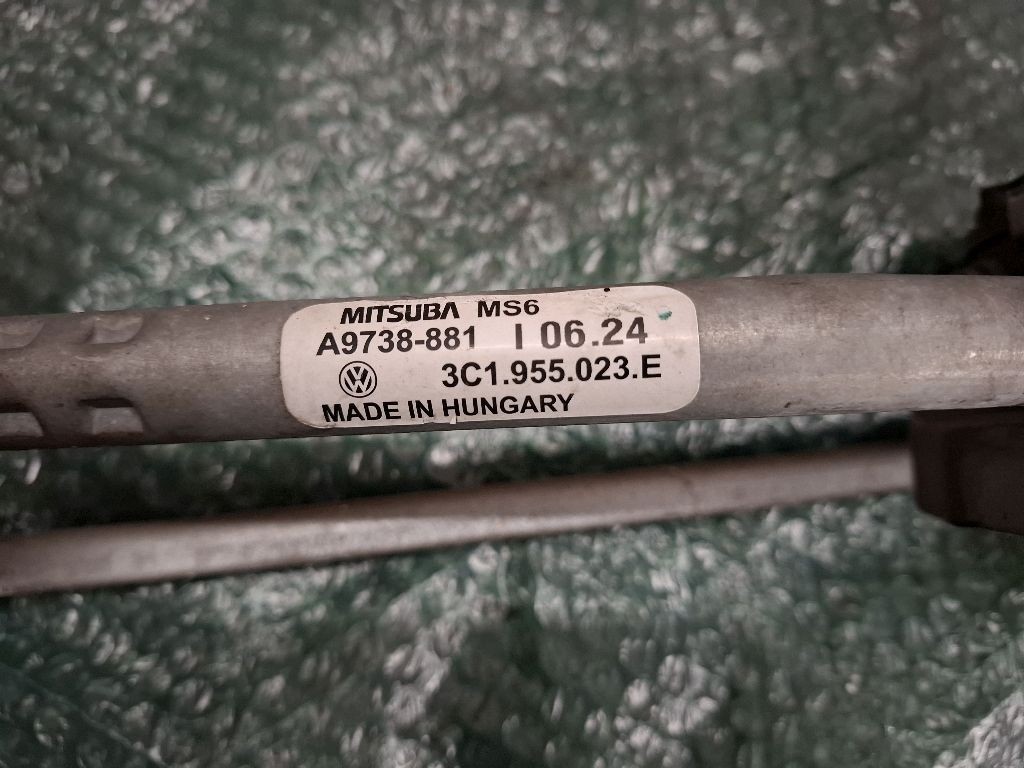 MITSUBA MS6
A9738-881 I 06.24
3C1.955.023.E
MADE IN HUNGARY